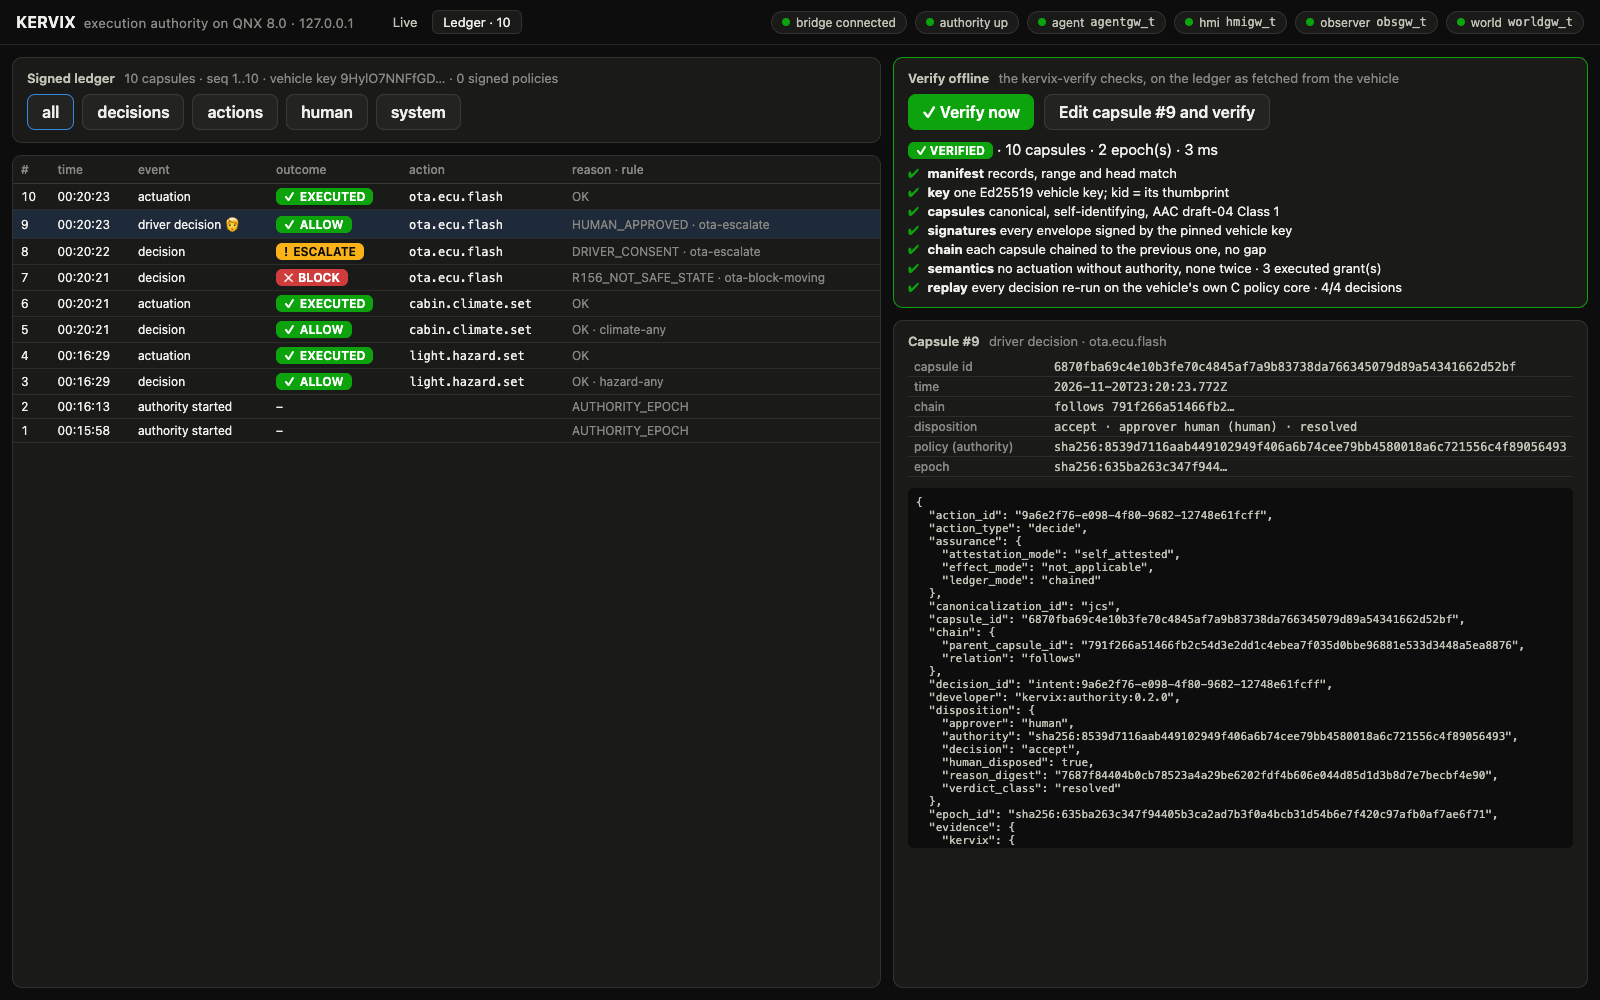 KERVIX execution authority on QNX 8.0 · 127.0.0.1 Live Ledger · 10 bridge connected authority up agent agentgw_t hmi hmigw_t observer obsgw_t world worldgw_t
Signed ledger 10 capsules · seq 1..10 · vehicle key 9HylO7NNFfGD... · 0 signed policies
all decisions actions human system
# time event outcome action reason · rule
10 00:20:23 actuation ✓ EXECUTED ota.ecu.flash OK
9 00:20:23 driver decision ✓ ALLOW ota.ecu.flash HUMAN_APPROVED · ota-escalate
8 00:20:22 decision ! ESCALATE ota.ecu.flash DRIVER_CONSENT · ota-escalate
7 00:20:21 decision ✕ BLOCK ota.ecu.flash R156_NOT_SAFE_STATE · ota-block-moving
6 00:20:21 actuation ✓ EXECUTED cabin.climate.set OK
5 00:20:21 decision ✓ ALLOW cabin.climate.set OK · climate-any
4 00:16:29 actuation ✓ EXECUTED light.hazard.set OK
3 00:16:29 decision ✓ ALLOW light.hazard.set OK · hazard-any
2 00:16:13 authority started – AUTHORITY_EPOCH
1 00:15:58 authority started – AUTHORITY_EPOCH
Verify offline the kervix-verify checks, on the ledger as fetched from the vehicle
✓ Verify now Edit capsule #9 and verify
✓ VERIFIED · 10 capsules · 2 epoch(s) · 3 ms
✓ manifest records, range and head match
✓ key one Ed25519 vehicle key; kid = its thumbprint
✓ capsules canonical, self-identifying, AAC draft-04 Class 1
✓ signatures every envelope signed by the pinned vehicle key
✓ chain each capsule chained to the previous one, no gap
✓ semantics no actuation without authority, none twice · 3 executed grant(s)
✓ replay every decision re-run on the vehicle's own C policy core · 4/4 decisions
Capsule #9 driver decision · ota.ecu.flash
capsule id 6870fba69c4e10b3fe70c4845af7a9b83738da766345079d89a54341662d52bf
time 2026-11-20T23:20:23.772Z
chain follows 791f266a51466fb2…
disposition accept · approver human (human) · resolved
policy (authority) sha256:8539d7116aab449102949f406a6b74cee79bb4580018a6c721556c4f89056493
epoch sha256:635ba263c347f944…
{
"action_id": "9a6e2f76-e098-4f80-9682-12748e61fcff",
"action_type": "decide",
"assurance": {
"attestation_mode": "self_attested",
"effect_mode": "not_applicable",
"ledger_mode": "chained"
},
"canonicalization_id": "jcs",
"capsule_id": "6870fba69c4e10b3fe70c4845af7a9b83738da766345079d89a54341662d52bf",
"chain": {
"parent_capsule_id": "791f266a51466fb2c54d3e2dd1c4ebea7f035d0bbe96881e533d3448a5ea8876",
"relation": "follows"
},
"decision_id": "intent:9a6e2f76-e098-4f80-9682-12748e61fcff",
"developer": "kervix:authority:0.2.0",
"disposition": {
"approver": "human",
"authority": "sha256:8539d7116aab449102949f406a6b74cee79bb4580018a6c721556c4f89056493",
"decision": "accept",
"human_disposed": true,
"reason_digest": "7687f84404b0cb78523a4a29be6202fdf4b606e044d85d1d3b8d7e7becbf4e90",
"verdict_class": "resolved"
},
"epoch_id": "sha256:635ba263c347f94405b3ca2ad7b3f0a4bcb31d54b6e7f420c97afb0af7ae6f71",
"evidence": {
"kervix": {